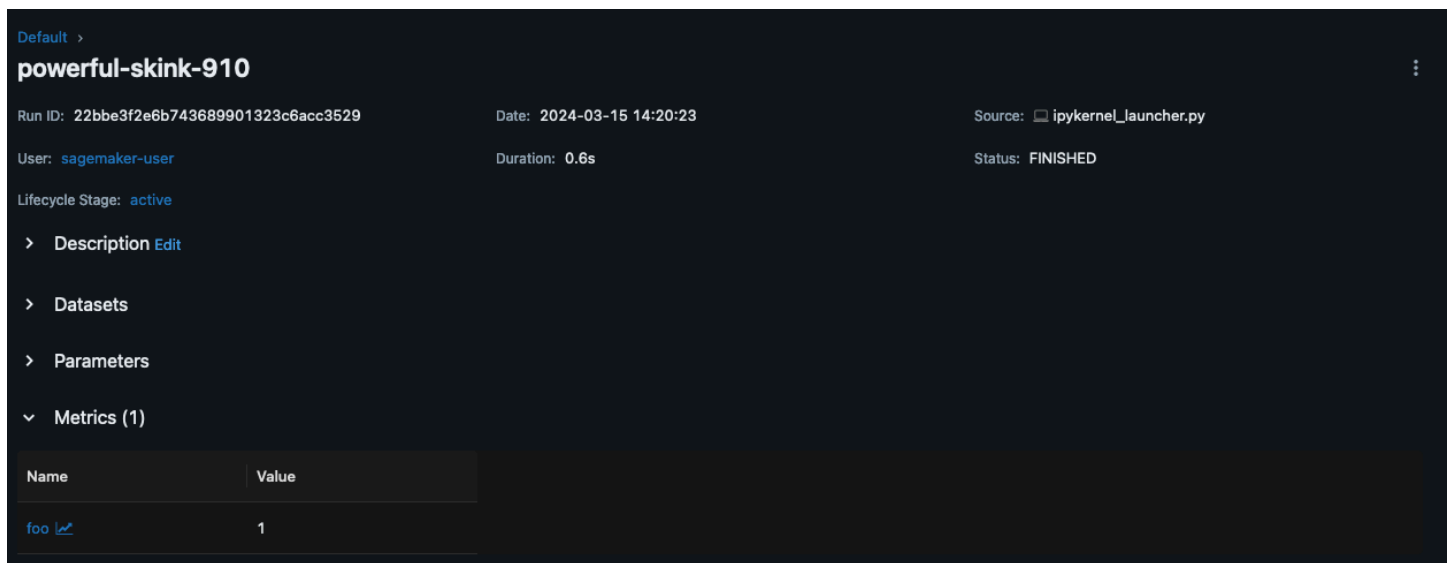 Default >
powerful-skink-910
Run ID: 22bbe3f2e6b743689901323c6acc3529 Date: 2024-03-15 14:20:23 Source: ipykernel_launcher.py
User: sagemaker-user Duration: 0.6s Status: FINISHED
Lifecycle Stage: active
Description Edit
Datasets
Parameters
Metrics (1)
Name Value
foo 1